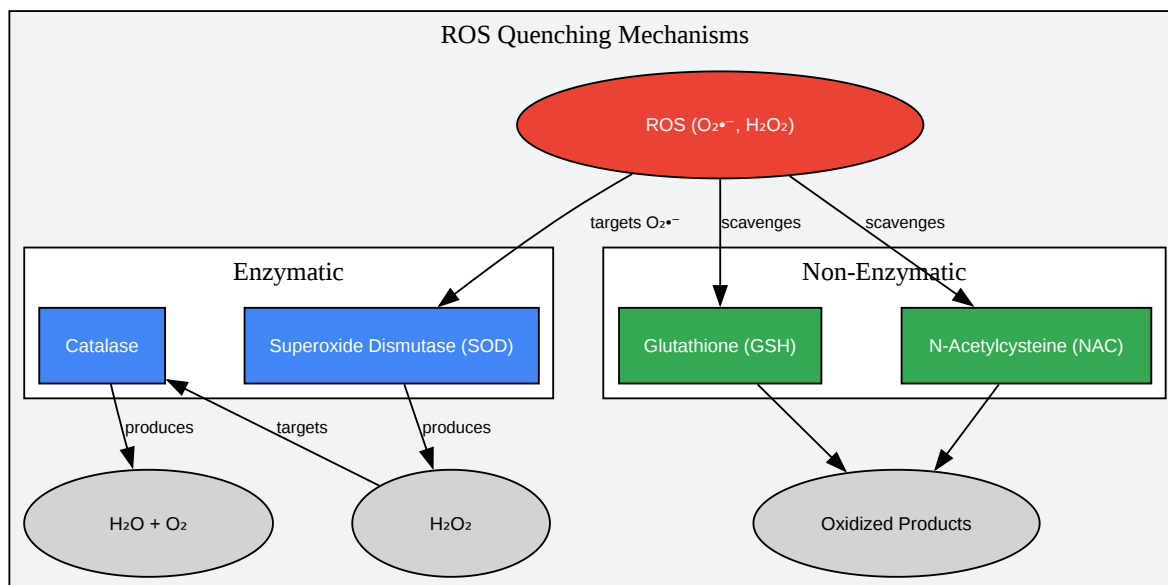 ROS Quenching Mechanisms
ROS (O₂•⁻, H₂O₂)
targets O₂•⁻
scavenges
scavenges
Enzymatic
Non-Enzymatic
Catalase
Superoxide Dismutase (SOD)
Glutathione (GSH)
N-Acetylcysteine (NAC)
produces
targets
produces
H₂O + O₂
H₂O₂
Oxidized Products